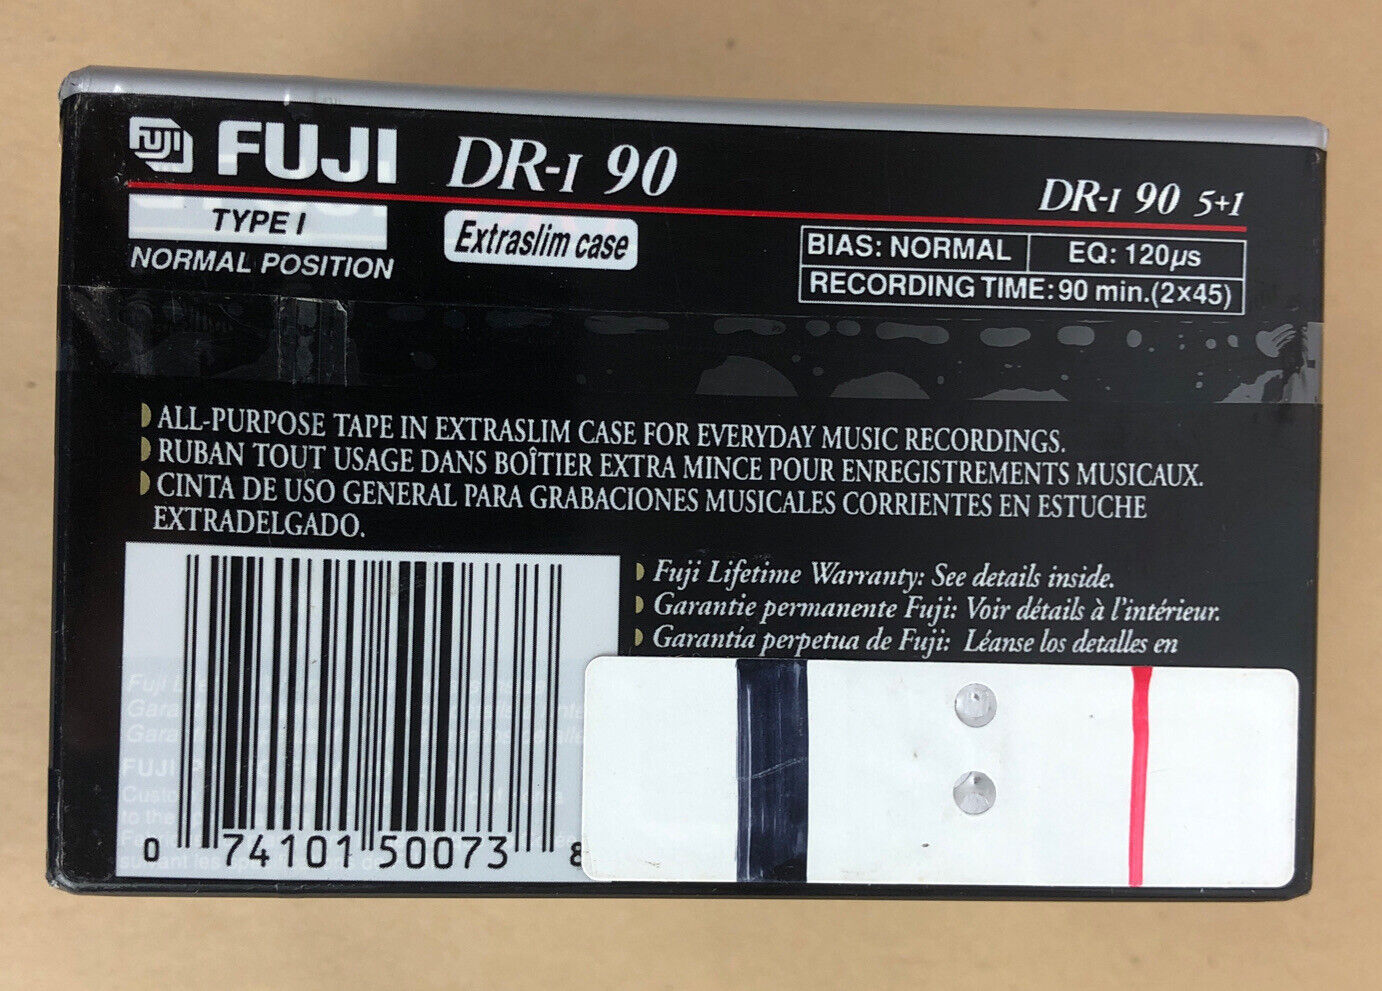 FUJI FUJI DR-I 90
DR-I 90 5+1
TYPE I
Extraslim case
NORMAL POSITION
BIAS: NORMAL EQ: 120µs
RECORDING TIME: 90 min.(2×45)
ALL-PURPOSE TAPE IN EXTRASLIM CASE FOR EVERYDAY MUSIC RECORDINGS.
RUBAN TOUT USAGE DANS BOÎTIER EXTRA MINCE POUR ENREGISTREMENTS MUSICAUX.
CINTA DE USO GENERAL PARA GRABACIONES MUSICALES CORRIENTES EN ESTUCHE
EXTRADELGADO.
Fuji Lifetime Warranty: See details inside.
Garantie permanente Fuji: Voir détails à l'intérieur.
Garantía perpetua de Fuji: Léanse los detalles en
0 74101 50073 8